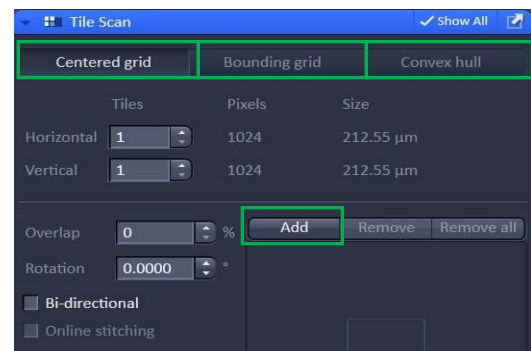 Tile Scan Show All
Centered grid Bounding grid Convex hull
Tiles Pixels Size
Horizontal 1 1024 212.55 µm
Vertical 1 1024 212.55 µm
Overlap 0 % Add Remove Remove all
Rotation 0.0000 °
Bi-directional
Online stitching